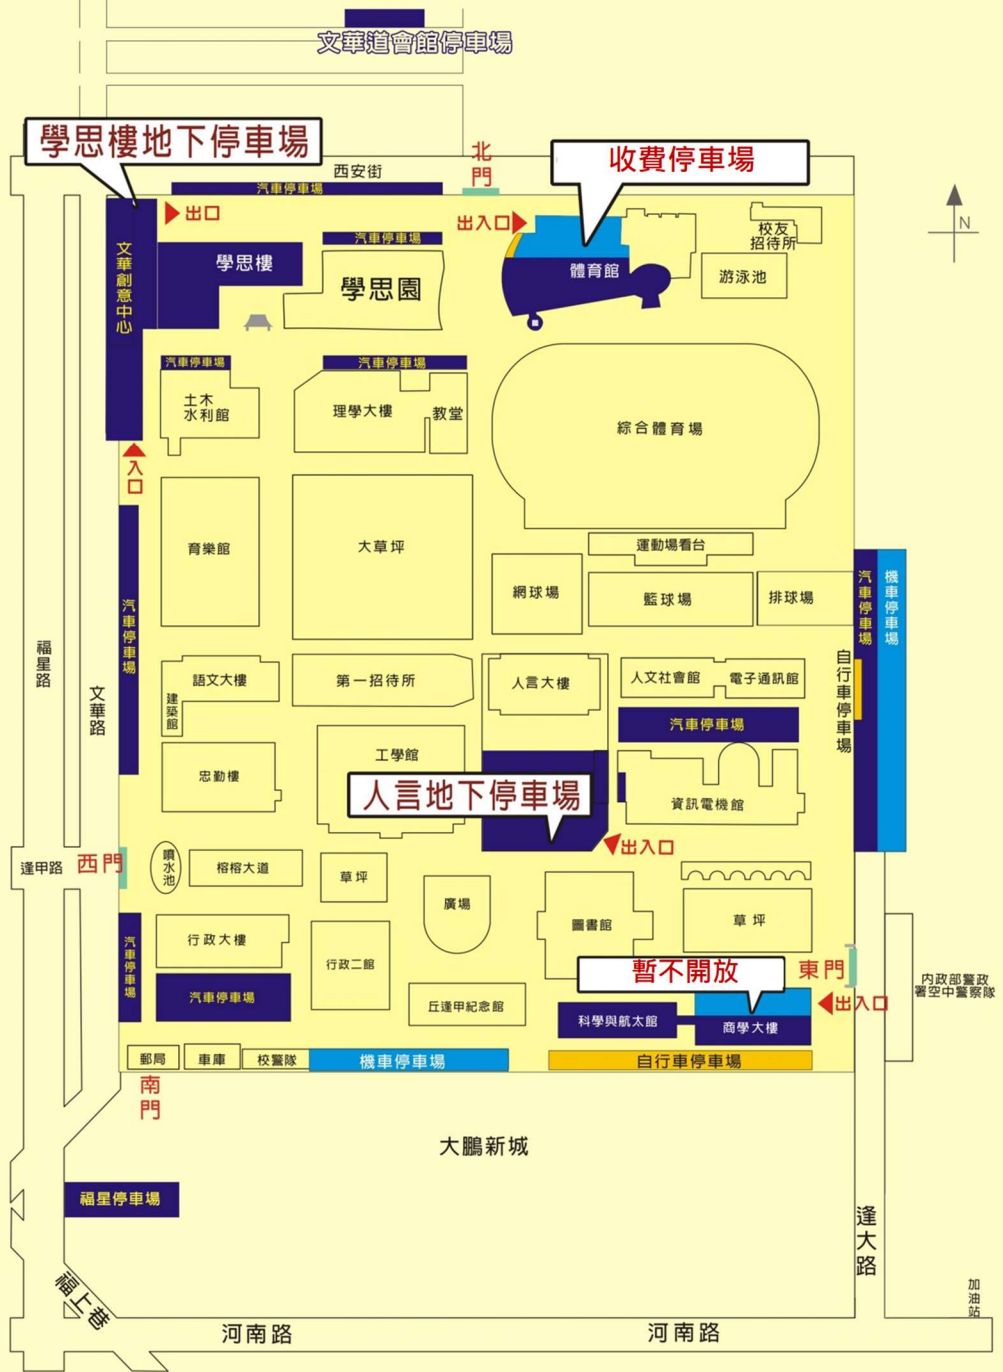 文華道會館停車場
學思樓地下停車場
西安街
北
門
收費停車場
汽車停車場
出口
出入口
N
校友
招待所
文華創意中心
學思樓
汽車停車場
學思園
體育館
游泳池
汽車停車場
汽車停車場
土木
水利館
理學大樓
教堂
綜合體育場
入口
育樂館
大草坪
運動場看台
網球場
籃球場
排球場
汽車停車場
機車停車場
汽車停車場
福星路
文華路
語文大樓
建築館
第一招待所
人言大樓
人文社會館
電子通訊館
自行車停車場
汽車停車場
忠勤樓
工學館
人言地下停車場
資訊電機館
出入口
逢甲路
西門
噴水池
榕榕大道
草坪
廣場
圖書館
草坪
汽車停車場
行政大樓
行政二館
汽車停車場
丘逢甲紀念館
暫不開放
東門
出入口
內政部警政
署空中警察隊
科學與航太館
商學大樓
郵局
車庫
校警隊
機車停車場
自行車停車場
南
門
大鵬新城
福星停車場
逢大路
福上巷
加油站
河南路
河南路